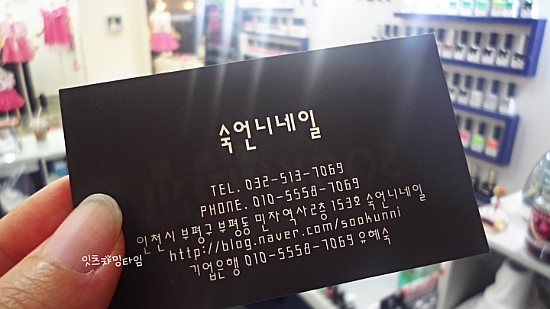 숙언니네일
TEL. 032-513-7069
PHONE. 010-5558-7069
인천시 부평구 부평동 민자역사2층 153호 숙언니네일
http://blog.naver.com/sookunni
기업은행 010-5558-7069 유혜숙
잇츠챠밍타임